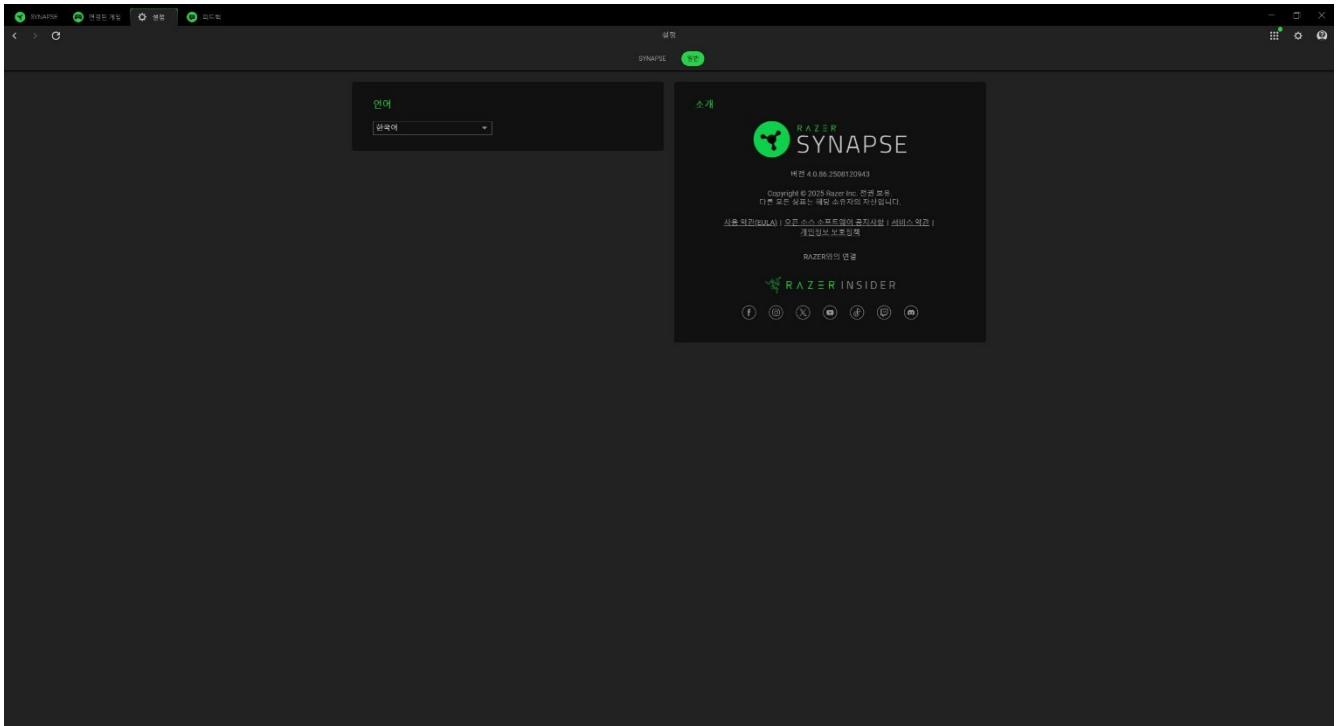 SYNAPSE 연결된 게임 설정 피드백
설정
SYNAPSE 일반
언어
한국어
소개
RAZER
SYNAPSE
버전 4.0.86.2508120943
Copyright © 2025 Razer Inc. 전권 보유.
다른 모든 상표는 해당 소유자의 자산입니다.
사용 약관(EULA) | 오픈 소스 소프트웨어 공지사항 | 서비스 약관 |
개인정보 보호정책
RAZER와의 연결
RAZER INSIDER